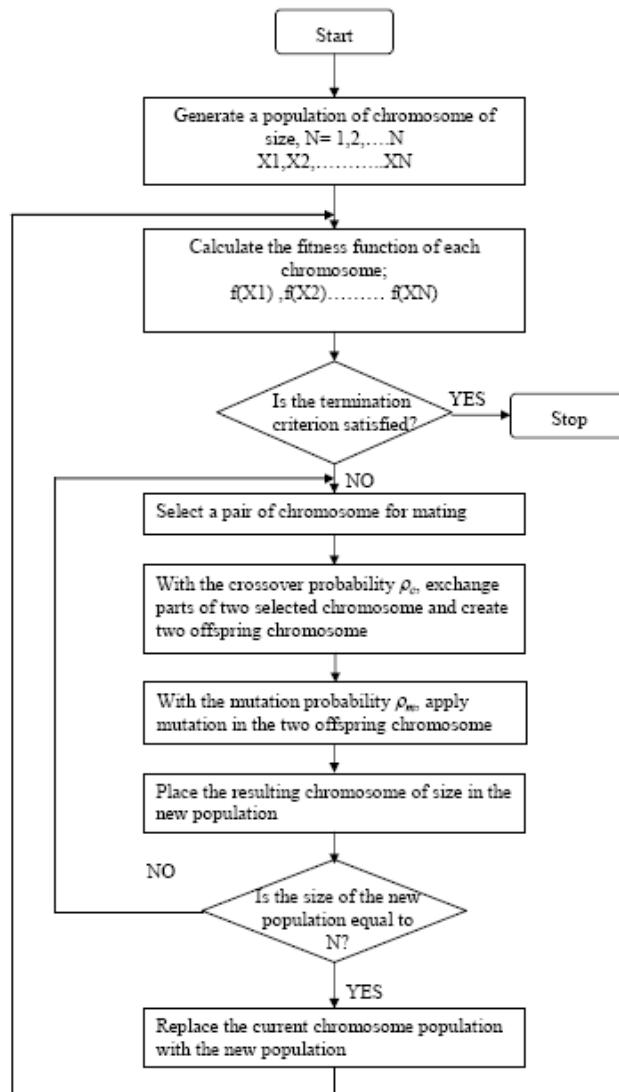 Start
Generate a population of chromosome of
size, N= 1,2,….N
X1,X2,………..XN
Calculate the fitness function of each
chromosome;
f(X1) ,f(X2)……… f(XN)
Is the termination
criterion satisfied?
YES
Stop
NO
Select a pair of chromosome for mating
With the crossover probability ρc, exchange
parts of two selected chromosome and create
two offspring chromosome
With the mutation probability ρm, apply
mutation in the two offspring chromosome
Place the resulting chromosome of size in the
new population
NO
Is the size of the new
population equal to
N?
YES
Replace the current chromosome population
with the new population